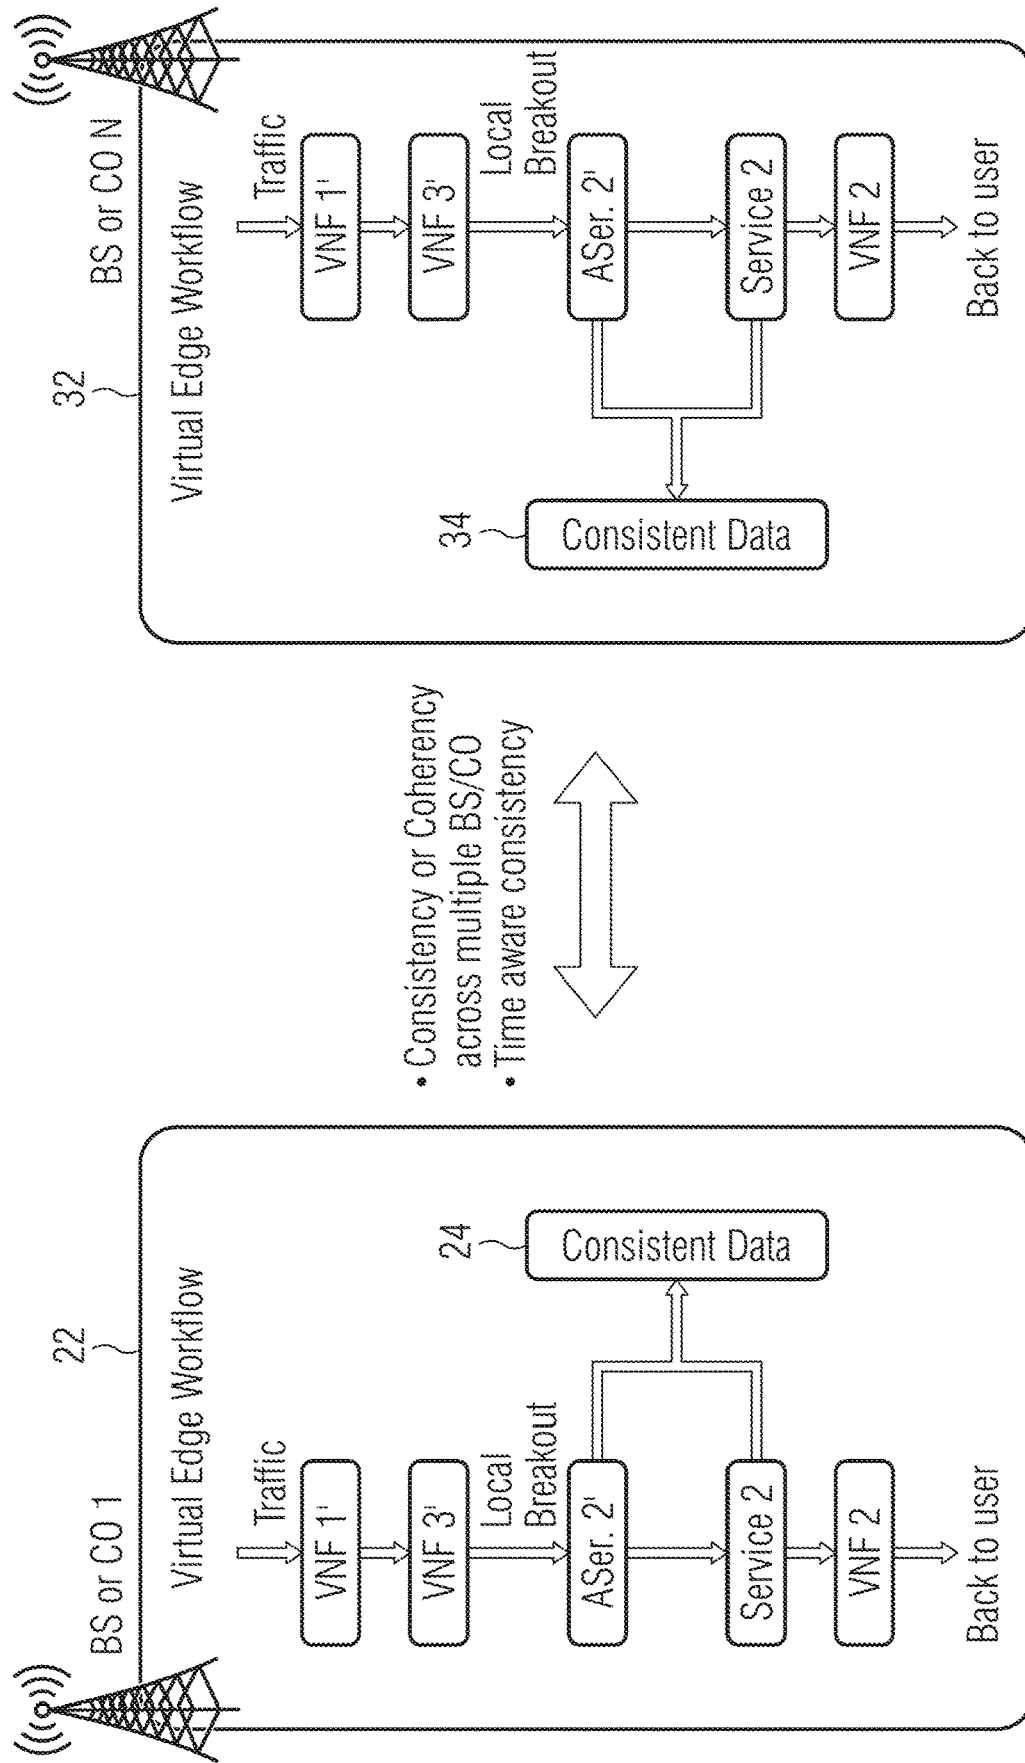 BS or CO 1
22
Virtual Edge Workflow
Traffic
VNF 1'
VNF 3'
Local
Breakout
ASer. 2'
Service 2
VNF 2
Back to user
24
Consistent Data
• Consistency or Coherency
across multiple BS/CO
• Time aware consistency
BS or CO N
32
Virtual Edge Workflow
Traffic
VNF 1'
VNF 3'
Local
Breakout
ASer. 2'
Service 2
VNF 2
Back to user
34
Consistent Data